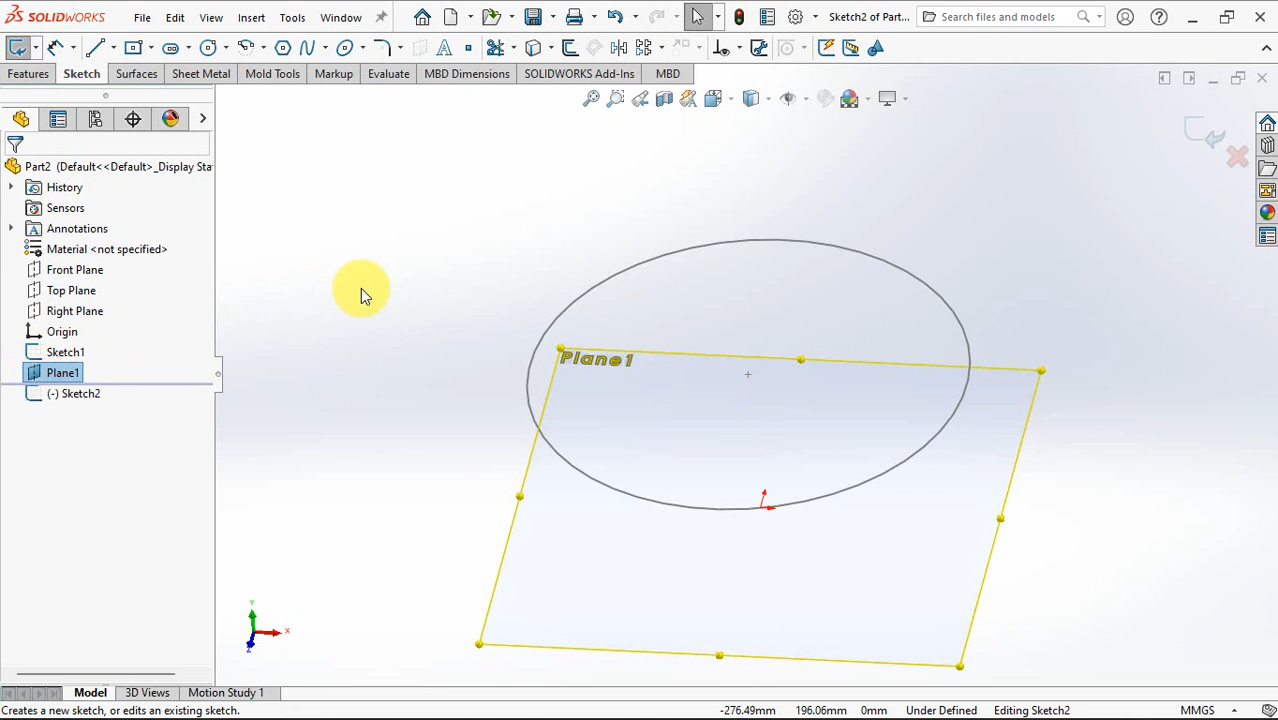 SOLIDWORKS File Edit View Insert Tools Window Sketch2 of Part... Search files and models
Features Sketch Surfaces Sheet Metal Mold Tools Markup Evaluate MBD Dimensions SOLIDWORKS Add-Ins MBD
Part2 (Default<<Default>_Display Sta
History
Sensors
Annotations
Material <not specified>
Front Plane
Top Plane
Right Plane
Origin
Sketch1
Plane1
(-) Sketch2
Plane1
Y
X
Z
Model 3D Views Motion Study 1
Creates a new sketch, or edits an existing sketch. -276.49mm 196.06mm 0mm Under Defined Editing Sketch2 MMGS